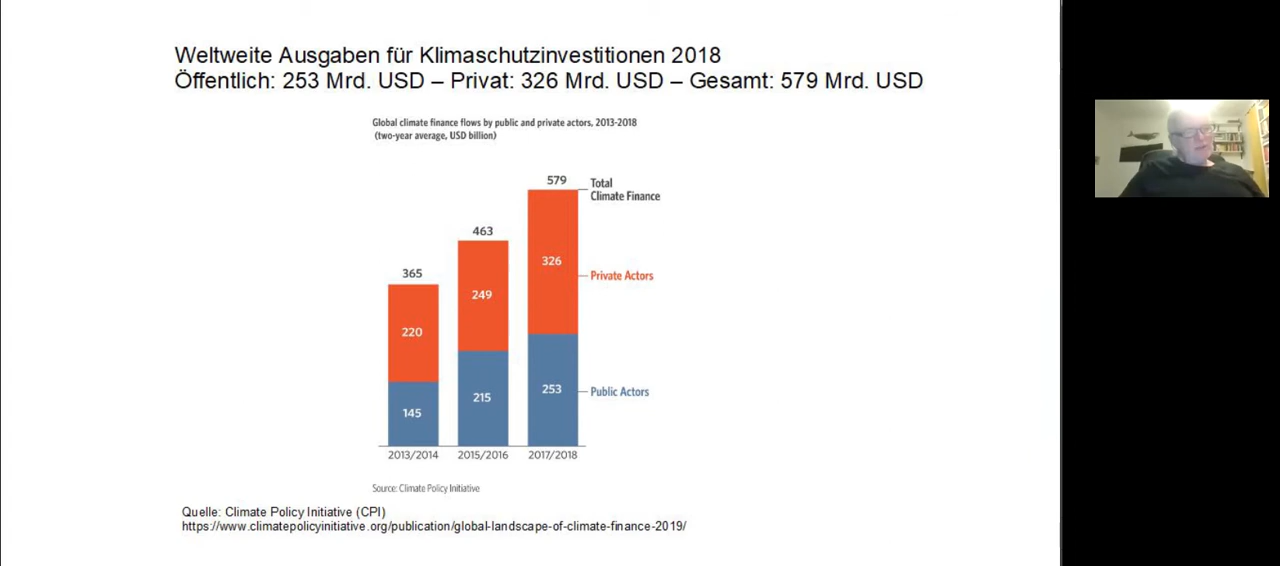 Weltweite Ausgaben für Klimaschutzinvestitionen 2018
Öffentlich: 253 Mrd. USD – Privat: 326 Mrd. USD – Gesamt: 579 Mrd. USD
Global climate finance flows by public and private actors, 2013-2018
(two-year average, USD billion)
579
Total
Climate Finance
463
326
Private Actors
365
249
220
253
Public Actors
215
145
2013/2014
2015/2016
2017/2018
Source: Climate Policy Initiative
Quelle: Climate Policy Initiative (CPI)
https://www.climatepolicyinitiative.org/publication/global-landscape-of-climate-finance-2019/